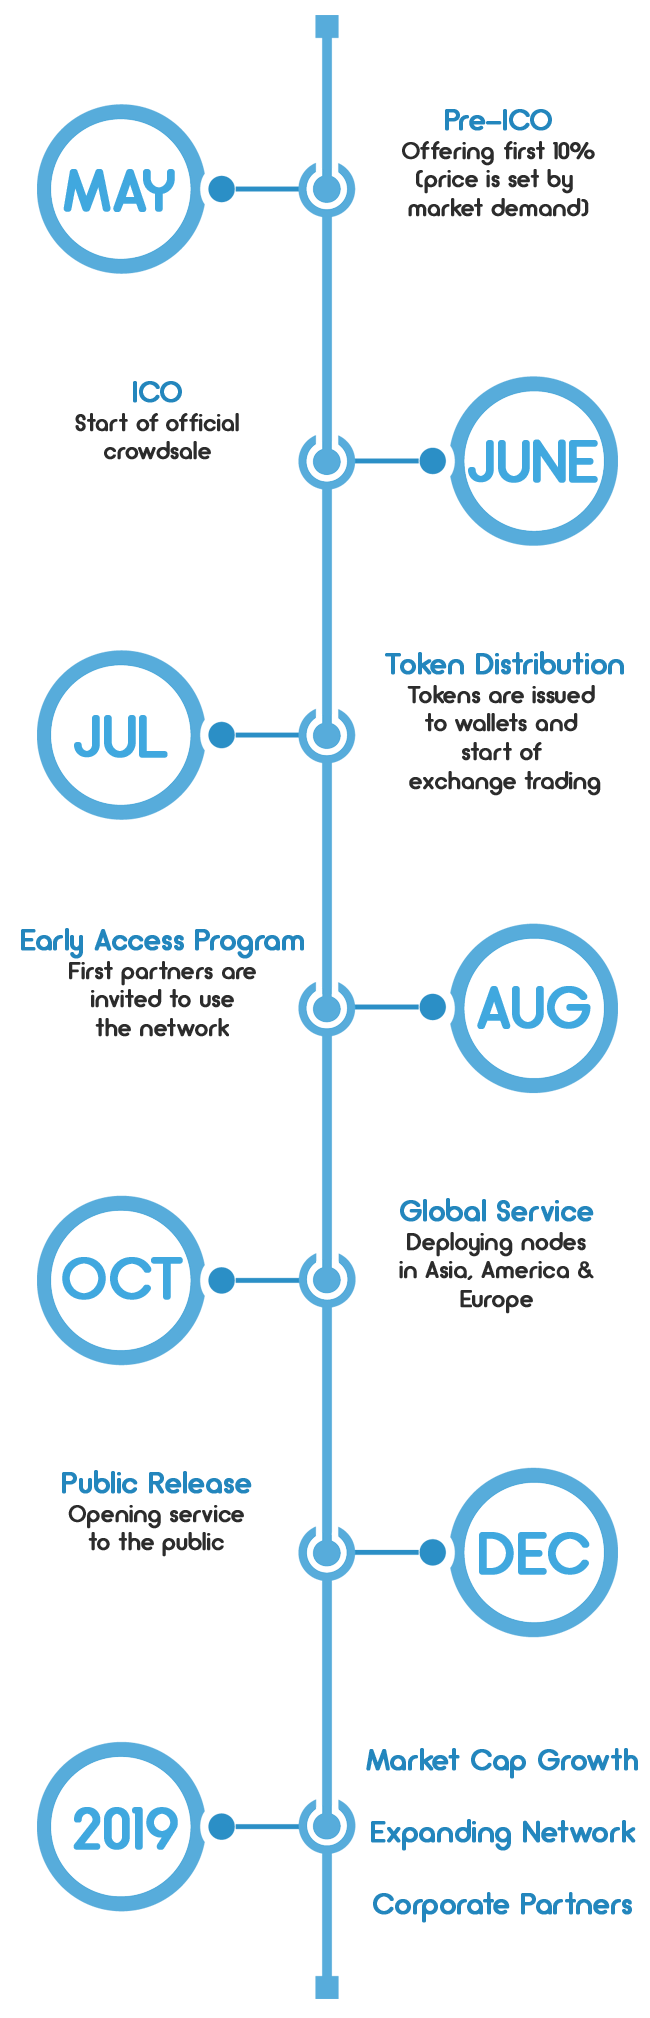 MAY
Pre-ICO
Offering first 10%
(price is set by
market demand)
ICO
Start of official
crowdsale
JUNE
JUL
Token Distribution
Tokens are issued
to wallets and
start of
exchange trading
Early Access Program
First partners are
invited to use
the network
AUG
OCT
Global Service
Deploying nodes
in Asia, America &
Europe
Public Release
Opening service
to the public
DEC
2019
Market Cap Growth
Expanding Network
Corporate Partners